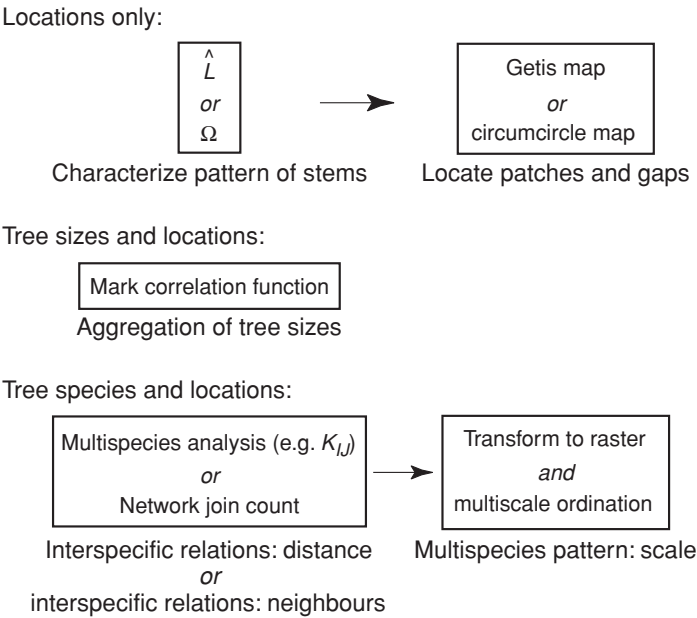 Locations only:
L̂
or
Ω
Characterize pattern of stems
Getis map
or
circumcircle map
Locate patches and gaps
Tree sizes and locations:
Mark correlation function
Aggregation of tree sizes
Tree species and locations:
Multispecies analysis (e.g. K_IJ)
or
Network join count
Interspecific relations: distance
or
interspecific relations: neighbours
Transform to raster
and
multiscale ordination
Multispecies pattern: scale